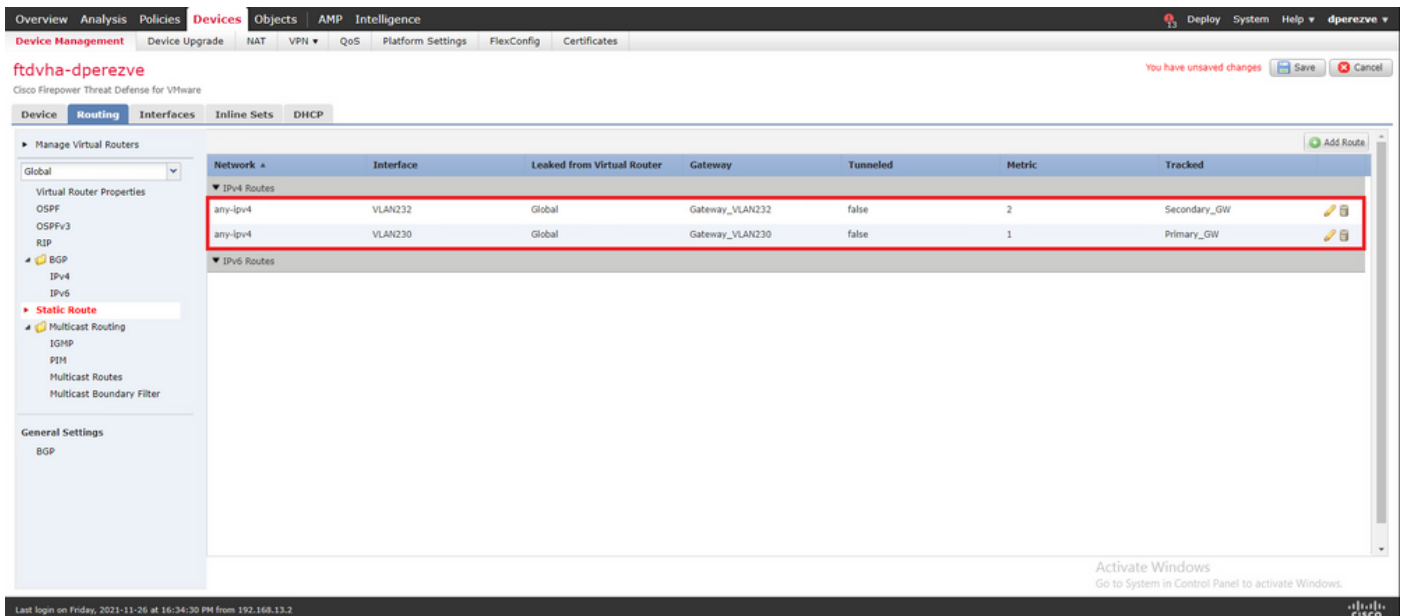 Overview Analysis Policies Devices Objects AMP Intelligence 13 Deploy System Help dperezve
Device Management Device Upgrade NAT VPN QoS Platform Settings FlexConfig Certificates
ftdvha-dperezve
You have unsaved changes Save Cancel
Cisco Firepower Threat Defense for VMware
Device Routing Interfaces Inline Sets DHCP
Manage Virtual Routers
Add Route
Global
Virtual Router Properties
OSPF
OSPFv3
RIP
BGP
IPv4
IPv6
Static Route
Multicast Routing
IGMP
PIM
Multicast Routes
Multicast Boundary Filter
General Settings
BGP
Network Interface Leaked from Virtual Router Gateway Tunneled Metric Tracked
IPv4 Routes
any-ipv4 VLAN232 Global Gateway_VLAN232 false 2 Secondary_GW
any-ipv4 VLAN230 Global Gateway_VLAN230 false 1 Primary_GW
IPv6 Routes
Activate Windows
Go to System in Control Panel to activate Windows.
Last login on Friday, 2021-11-26 at 16:34:30 PM from 192.168.13.2
CISCO